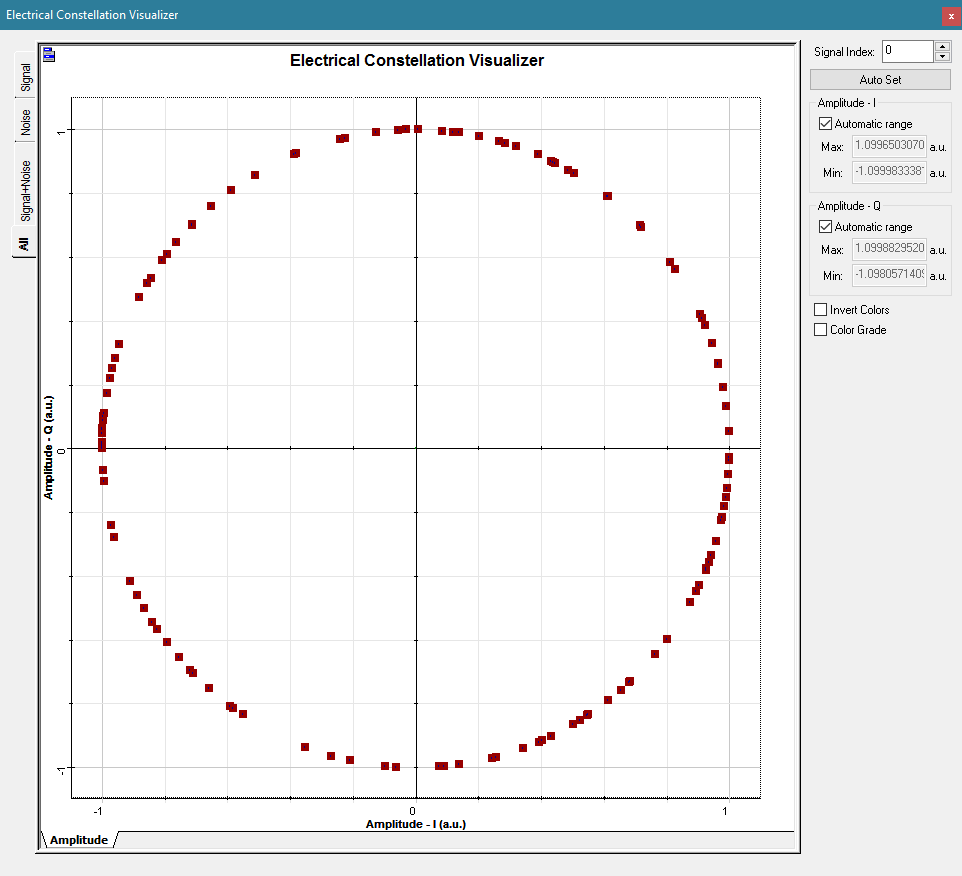 Electrical Constellation Visualizer
x
Signal
Noise
Signal+Noise
All
Electrical Constellation Visualizer
1
0
-1
Amplitude - Q (a.u.)
-1
0
1
Amplitude - I (a.u.)
Amplitude
Signal Index: 0
Auto Set
Amplitude - I
Automatic range
Max: 1.0996503070 a.u.
Min: -1.099983338 a.u.
Amplitude - Q
Automatic range
Max: 1.0998829520 a.u.
Min: -1.098057140 a.u.
Invert Colors
Color Grade